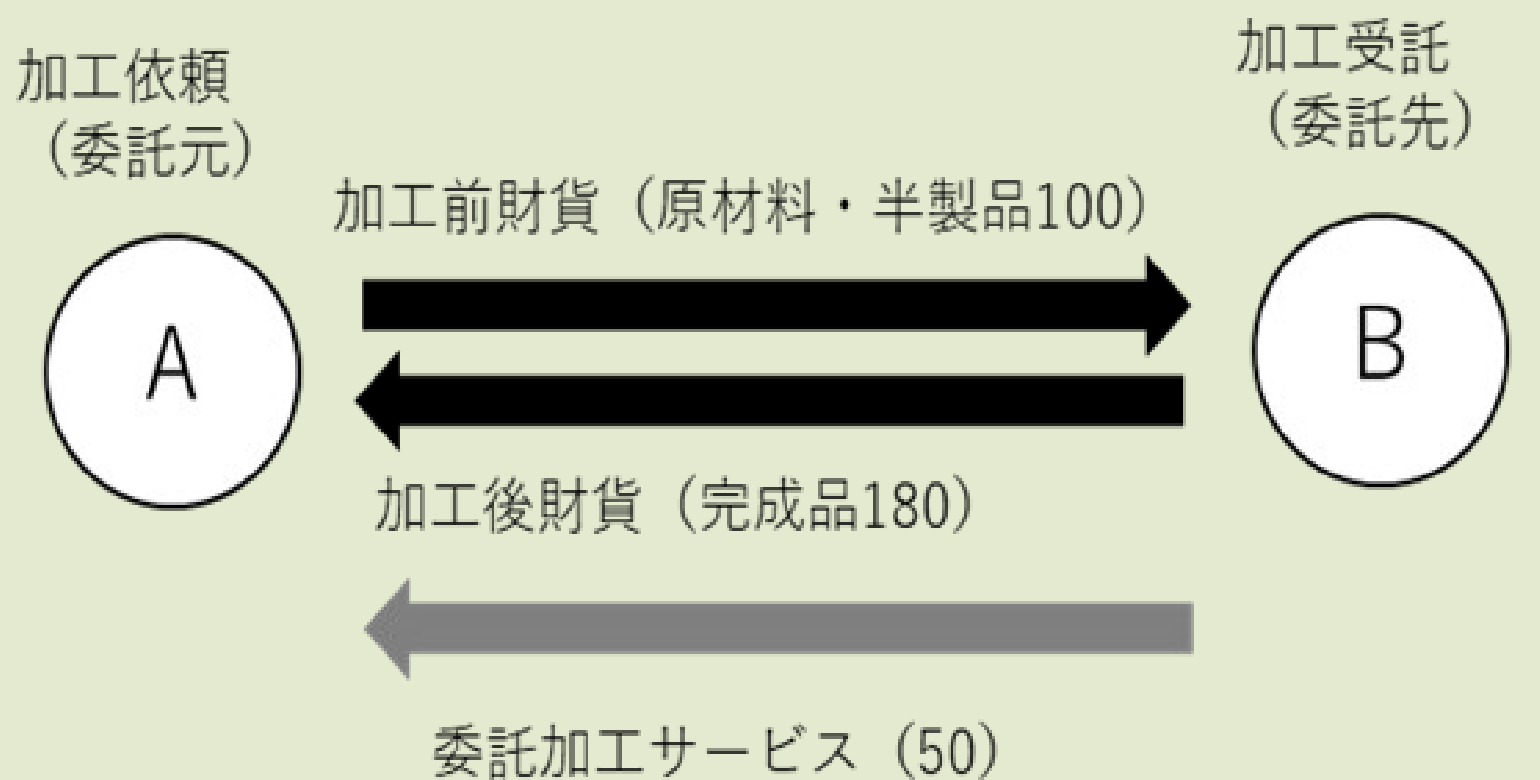 加工依頼
（委託元）
加工受託
（委託先）
加工前財貨（原材料・半製品100）
A
B
加工後財貨（完成品180）
委託加工サービス（50）